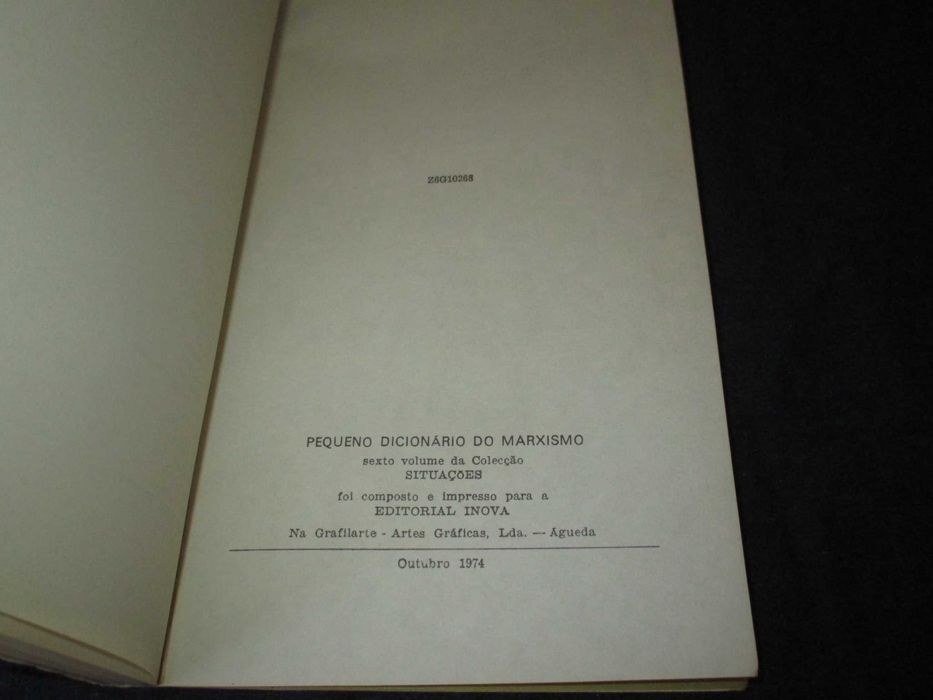 Z6G10268
PEQUENO DICIONÁRIO DO MARXISMO
sexto volume da Colecção
SITUAÇÕES
foi composto e impresso para a
EDITORIAL INOVA
Na Grafilarte - Artes Gráficas, Lda. — Águeda
Outubro 1974